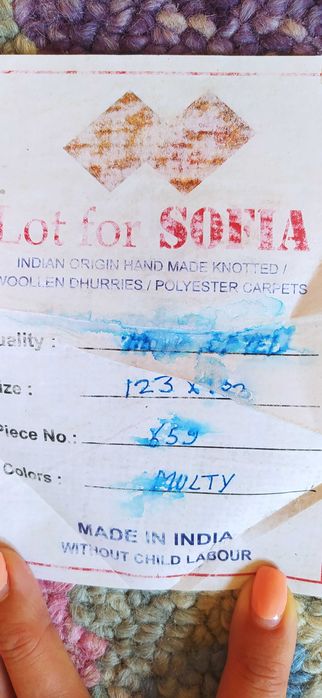 Lot for SOFIA
INDIAN ORIGIN HAND MADE KNOTTED /
WOOLLEN DHURRIES / POLYESTER CARPETS
uality :
ize : 123 x
Piece No : 659
Colors : MULTY
MADE IN INDIA
WITHOUT CHILD LABOUR